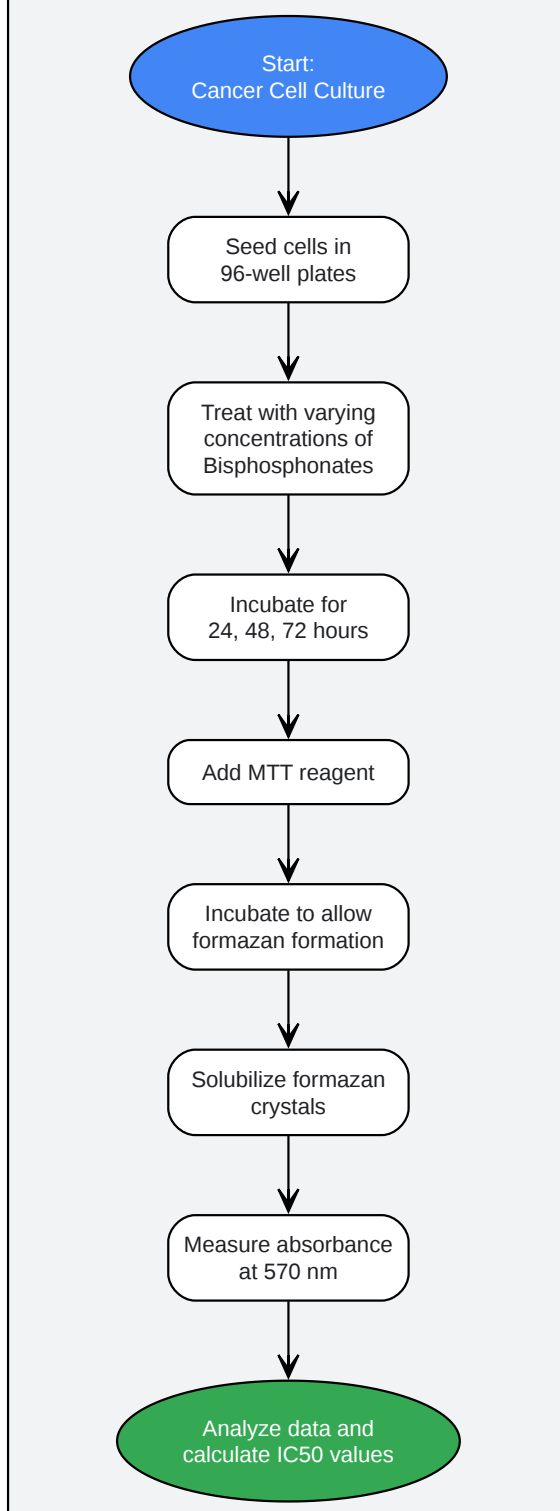 Start:
Cancer Cell Culture
Seed cells in
96-well plates
Treat with varying
concentrations of
Bisphosphonates
Incubate for
24, 48, 72 hours
Add MTT reagent
Incubate to allow
formazan formation
Solubilize formazan
crystals
Measure absorbance
at 570 nm
Analyze data and
calculate IC50 values